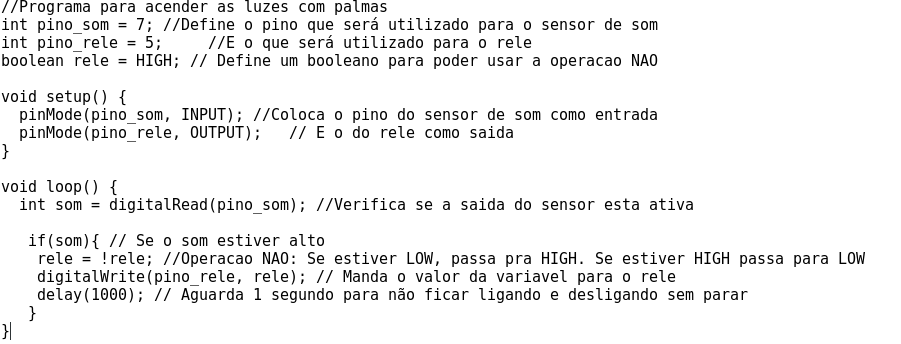 //Programa para acender as luzes com palmas
int pino_som = 7; //Define o pino que será utilizado para o sensor de som
int pino_rele = 5;     //E o que será utilizado para o rele
boolean rele = HIGH; // Define um booleano para poder usar a operacao NAO

void setup() {
  pinMode(pino_som, INPUT); //Coloca o pino do sensor de som como entrada
  pinMode(pino_rele, OUTPUT);   // E o do rele como saida
}

void loop() {
  int som = digitalRead(pino_som); //Verifica se a saida do sensor esta ativa

   if(som){ // Se o som estiver alto
    rele = !rele; //Operacao NAO: Se estiver LOW, passa pra HIGH. Se estiver HIGH passa para LOW
    digitalWrite(pino_rele, rele); // Manda o valor da variavel para o rele
    delay(1000); // Aguarda 1 segundo para não ficar ligando e desligando sem parar
   }
}